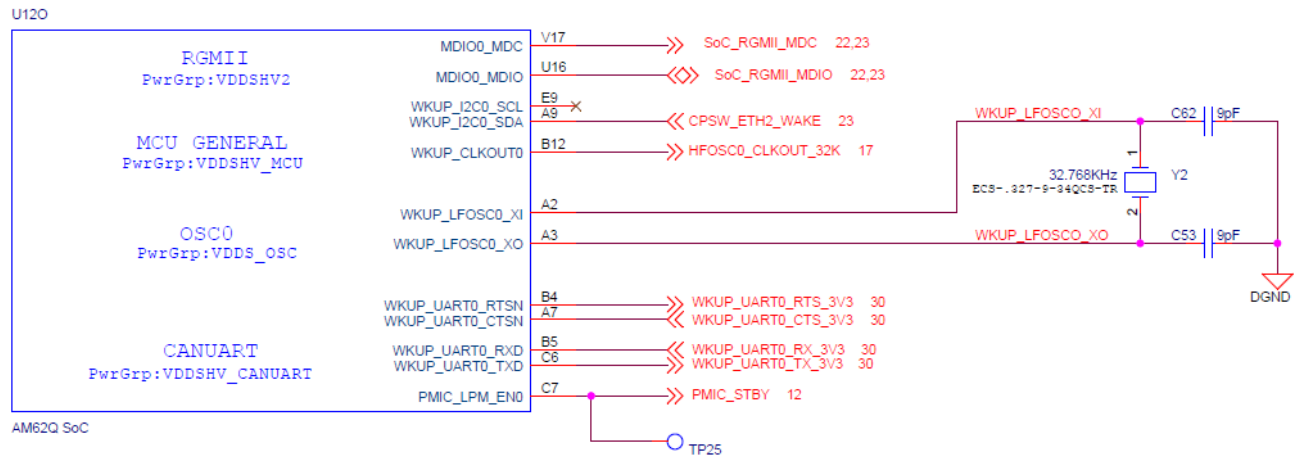 U12O
RGMII
PwrGrp:VDDSHV2
MCU GENERAL
PwrGrp:VDDSHV_MCU
OSC0
PwrGrp:VDDS_OSC
CANUART
PwrGrp:VDDSHV_CANUART
MDIO0_MDC V17 SoC_RGMII_MDC 22,23
MDIO0_MDIO U16 SoC_RGMII_MDIO 22,23
WKUP_I2C0_SCL E9
WKUP_I2C0_SDA A9 CPSW_ETH2_WAKE 23
WKUP_CLKOUT0 B12 HFOSC0_CLKOUT_32K 17
WKUP_LFOSC0_XI A2
WKUP_LFOSC0_XO A3
WKUP_UART0_RTSN B4 WKUP_UART0_RTS_3V3 30
WKUP_UART0_CTSN A7 WKUP_UART0_CTS_3V3 30
WKUP_UART0_RXD B5 WKUP_UART0_RX_3V3 30
WKUP_UART0_TXD C6 WKUP_UART0_TX_3V3 30
PMIC_LPM_EN0 C7 PMIC_STBY 12
TP25
AM62Q SoC
WKUP_LFOSCO_XI C62 9pF
1
32.768KHz Y2
ECS-.327-9-34QCS-TR
2
WKUP_LFOSCO_XO C53 9pF
DGND